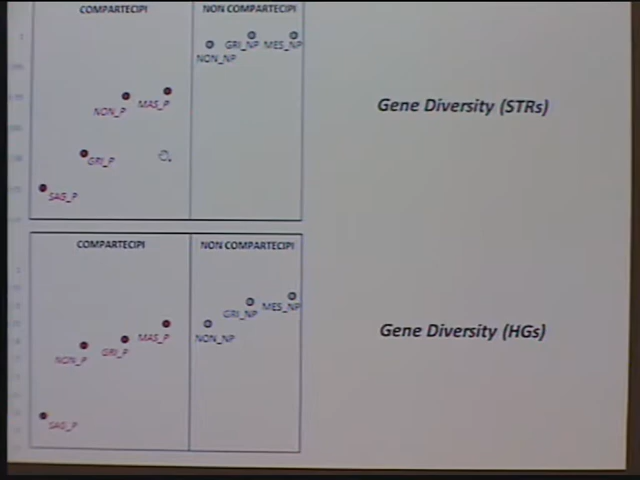 COMPARTECIPI
NON COMPARTECIPI
GRI_NP
MES_NP
NON_NP
NON_P
MAS_P
GRI_P
SAG_P
Gene Diversity (STRs)
COMPARTECIPI
NON COMPARTECIPI
GRI_NP
MES_NP
NON_NP
MAS_P
GRI_P
NON_P
SAG_P
Gene Diversity (HGs)